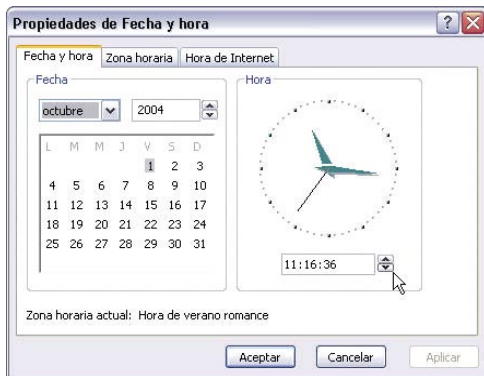 Propiedades de Fecha y hora
Fecha y hora Zona horaria Hora de Internet
Fecha
octubre 2004
L M M J V S D
1 2 3
4 5 6 7 8 9 10
11 12 13 14 15 16 17
18 19 20 21 22 23 24
25 26 27 28 29 30 31
Hora
11:16:36
Zona horaria actual: Hora de verano romance
Aceptar Cancelar Aplicar